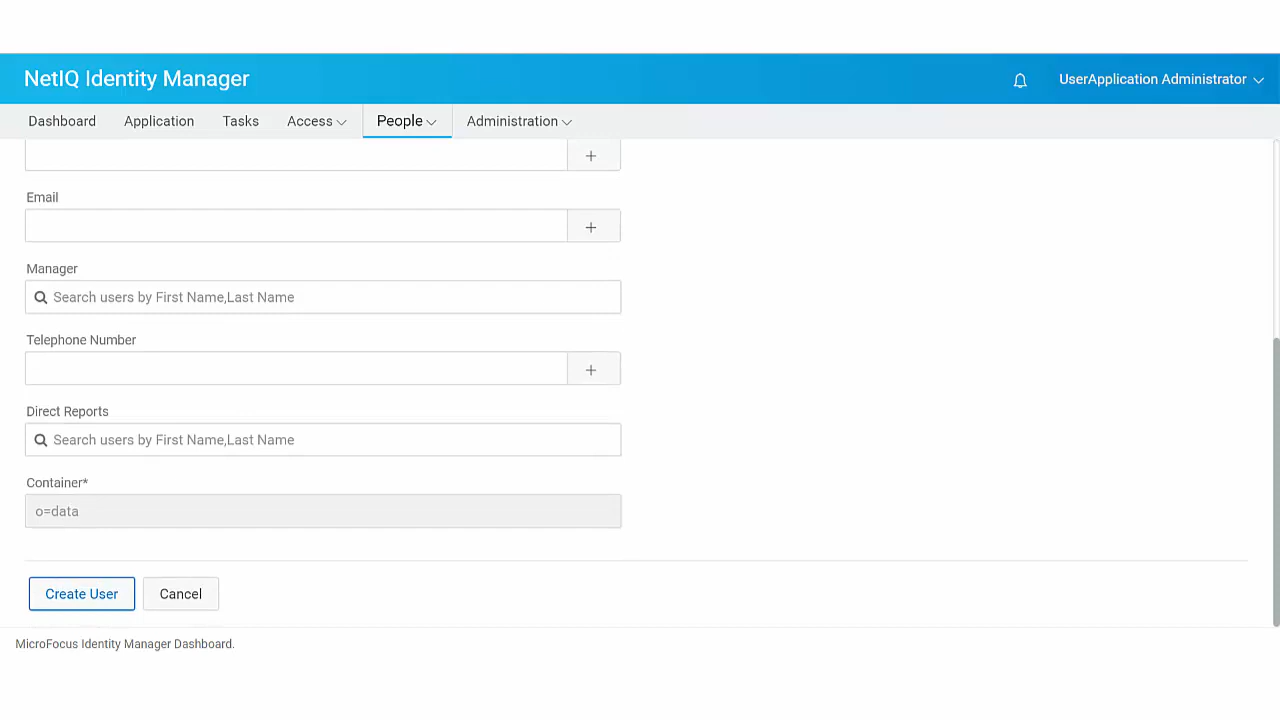 NetIQ Identity Manager
UserApplication Administrator
Dashboard Application Tasks Access People Administration
+
Email
+
Manager
Search users by First Name,Last Name
Telephone Number
+
Direct Reports
Search users by First Name,Last Name
Container*
o=data
Create User Cancel
MicroFocus Identity Manager Dashboard.